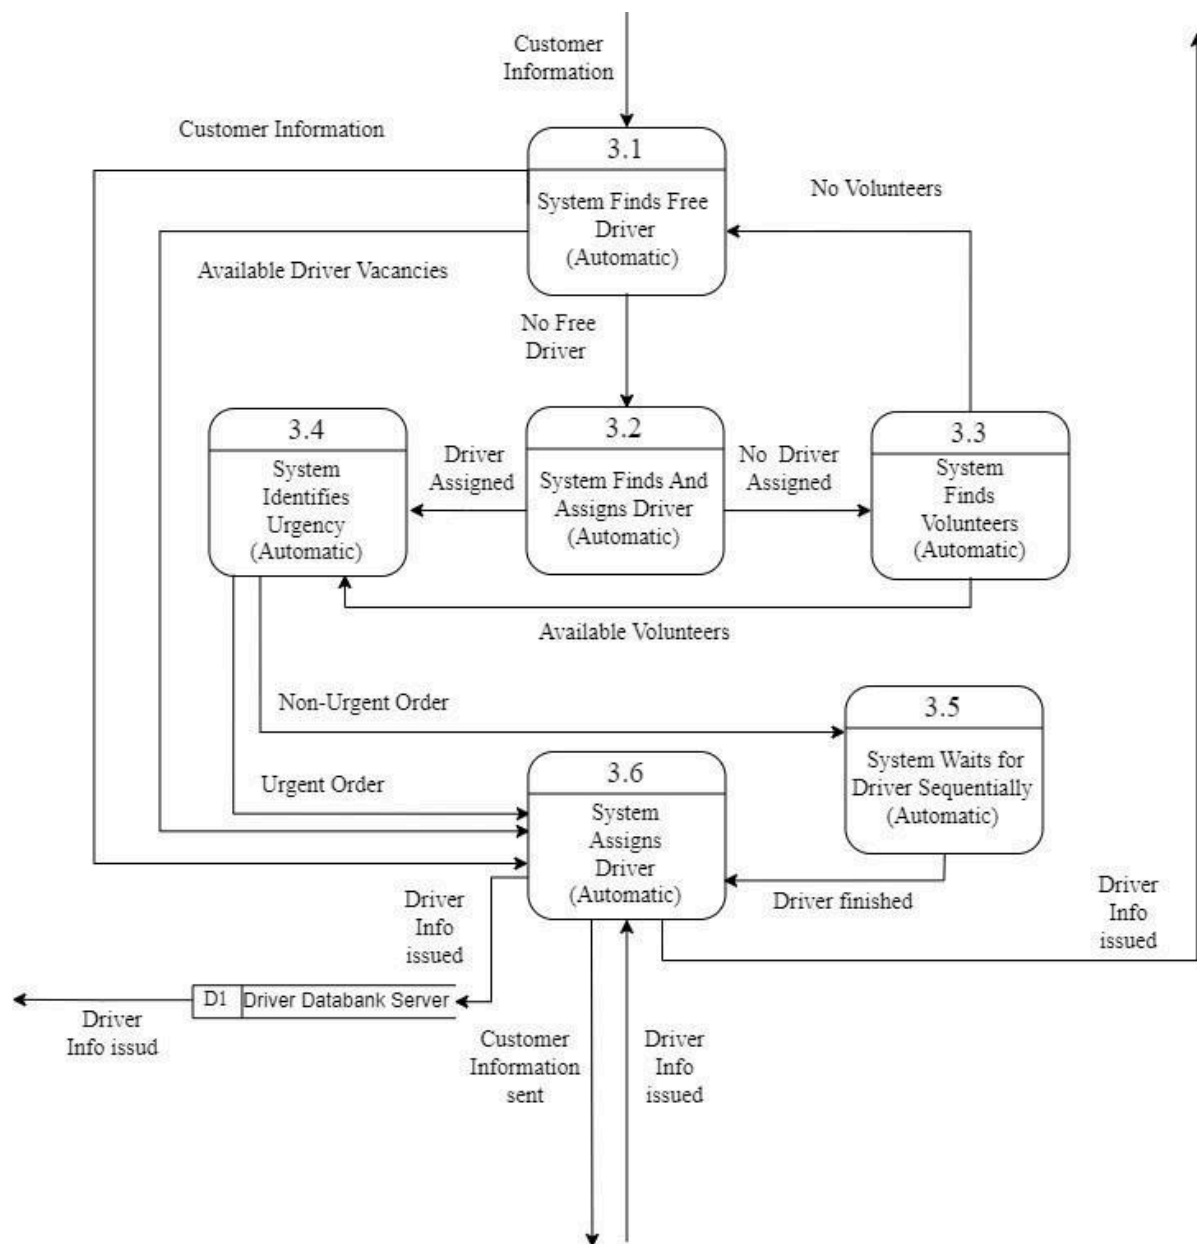 Customer
Information
Customer Information
3.1
System Finds Free
Driver
(Automatic)
No Volunteers
Available Driver Vacancies
No Free
Driver
3.4
System
Identifies
Urgency
(Automatic)
Driver
Assigned
3.2
System Finds And
Assigns Driver
(Automatic)
No Driver
Assigned
3.3
System
Finds
Volunteers
(Automatic)
Available Volunteers
Non-Urgent Order
3.5
System Waits for
Driver Sequentially
(Automatic)
Urgent Order
3.6
System
Assigns
Driver
(Automatic)
Driver finished
Driver
Info
issued
Driver
Info
issued
D1 Driver Databank Server
Driver
Info issud
Customer
Information
sent
Driver
Info
issued